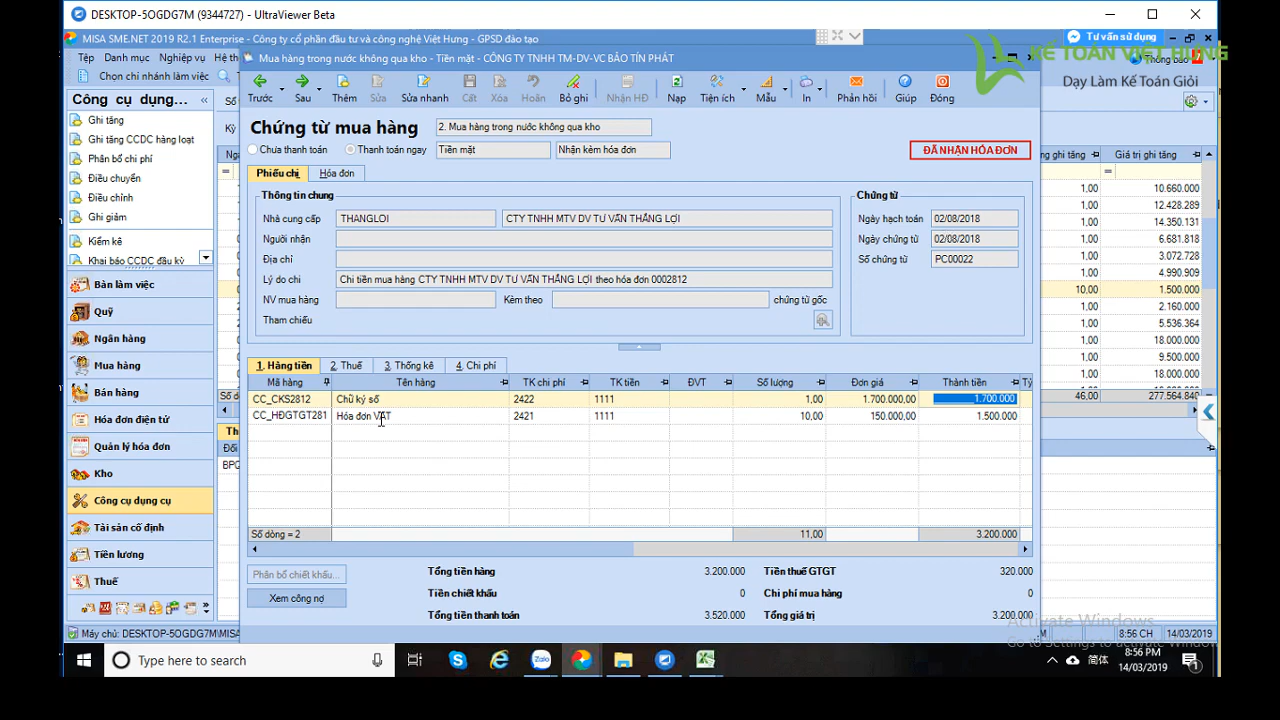 DESKTOP-5OGDG7M (9344727) - UltraViewer Beta
MISA SME.NET 2019 R2.1 Enterprise - Công ty cổ phần đầu tư và công nghệ Việt Hưng - GPSD đào tạo
Tư vấn sử dụng
KẾ TOÁN VIỆT HƯNG
Dạy Làm Kế Toán Giỏi
Tệp Danh mục Nghiệp vụ
Mua hàng trong nước không qua kho - Tiền mặt - CÔNG TY TNHH TM-DV-VC BẢO TÍN PHÁT
Thông báo
Chọn chi nhánh làm việc
Trước Sau Thêm Sửa Sửa nhanh Cất Xóa Hoãn Bỏ ghi Nhận HĐ Nạp Tiện ích Mẫu In Phản hồi Giúp Đóng
Công cụ dụng... «
Ghi tăng
Ghi tăng CCDC hàng loạt
Phân bổ chi phí
Điều chuyển
Điều chỉnh
Ghi giảm
Kiểm kê
Khai báo CCDC đầu kỳ
Bàn làm việc
Quỹ
Ngân hàng
Mua hàng
Bán hàng
Hóa đơn điện tử
Quản lý hóa đơn
Kho
Công cụ dụng cụ
Tài sản cố định
Tiền lương
Thuế
Kỳ
BPQ
Chứng từ mua hàng
2. Mua hàng trong nước không qua kho
Chưa thanh toán Thanh toán ngay Tiền mặt Nhận kèm hóa đơn
ĐÃ NHẬN HÓA ĐƠN
Phiếu chi Hóa đơn
Thông tin chung
Nhà cung cấp THANGLOI CTY TNHH MTV DV TƯ VẤN THẮNG LỢI
Người nhận
Địa chỉ
Lý do chi Chi tiền mua hàng CTY TNHH MTV DV TƯ VẤN THẮNG LỢI theo hóa đơn 0002812
NV mua hàng Kèm theo chứng từ gốc
Tham chiếu
Chứng từ
Ngày hạch toán 02/08/2018
Ngày chứng từ 02/08/2018
Số chứng từ PC00022
1. Hàng tiền 2. Thuế 3. Thống kê 4. Chi phí
Mã hàng Tên hàng TK chi phí TK tiền ĐVT Số lượng Đơn giá Thành tiền
CC_CKS2812 Chữ ký số 2422 1111 1,00 1.700.000,00 1.700.000
CC_HĐGTGT281 Hóa đơn VAT 2421 1111 10,00 150.000,00 1.500.000
Số dòng = 2 11,00 3.200.000
Phân bổ chiết khấu...
Xem công nợ
Tổng tiền hàng 3.200.000 Tiền thuế GTGT 320.000
Tiền chiết khấu 0 Chi phí mua hàng 0
Tổng tiền thanh toán 3.520.000 Tổng giá trị 3.200.000
ng ghi tăng Giá trị ghi tăng
= =
1,00 10.660.000
1,00 12.428.289
1,00 14.350.131
1,00 6.681.818
1,00 3.072.728
1,00 4.990.909
10,00 1.500.000
1,00 2.160.000
1,00 5.536.364
1,00 18.000.000
1,00 9.500.000
46,00 277.564.840
Activate Windows
Go to Settings to activate Windows
Máy chủ: DESKTOP-5OGDG7M\MISA
8:56 CH 14/03/2019
Type here to search
Zalo
简体
8:56 PM
14/03/2019